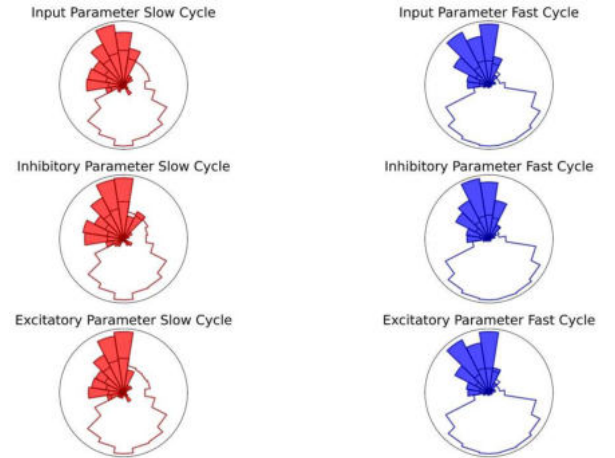 Input Parameter Slow Cycle
Input Parameter Fast Cycle
Inhibitory Parameter Slow Cycle
Inhibitory Parameter Fast Cycle
Excitatory Parameter Slow Cycle
Excitatory Parameter Fast Cycle